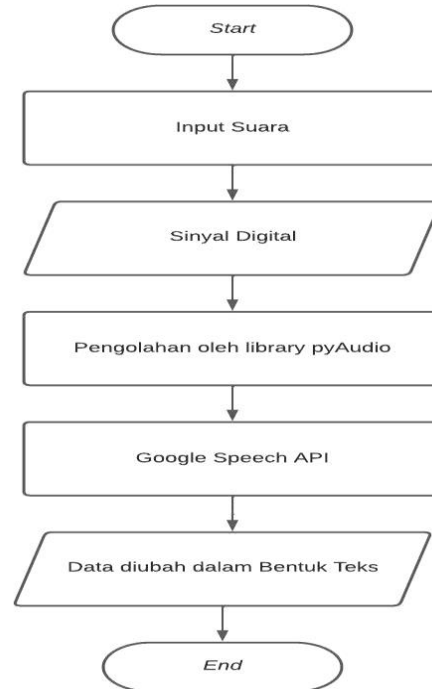 Start
Input Suara
Sinyal Digital
Pengolahan oleh library pyAudio
Google Speech API
Data diubah dalam Bentuk Teks
End